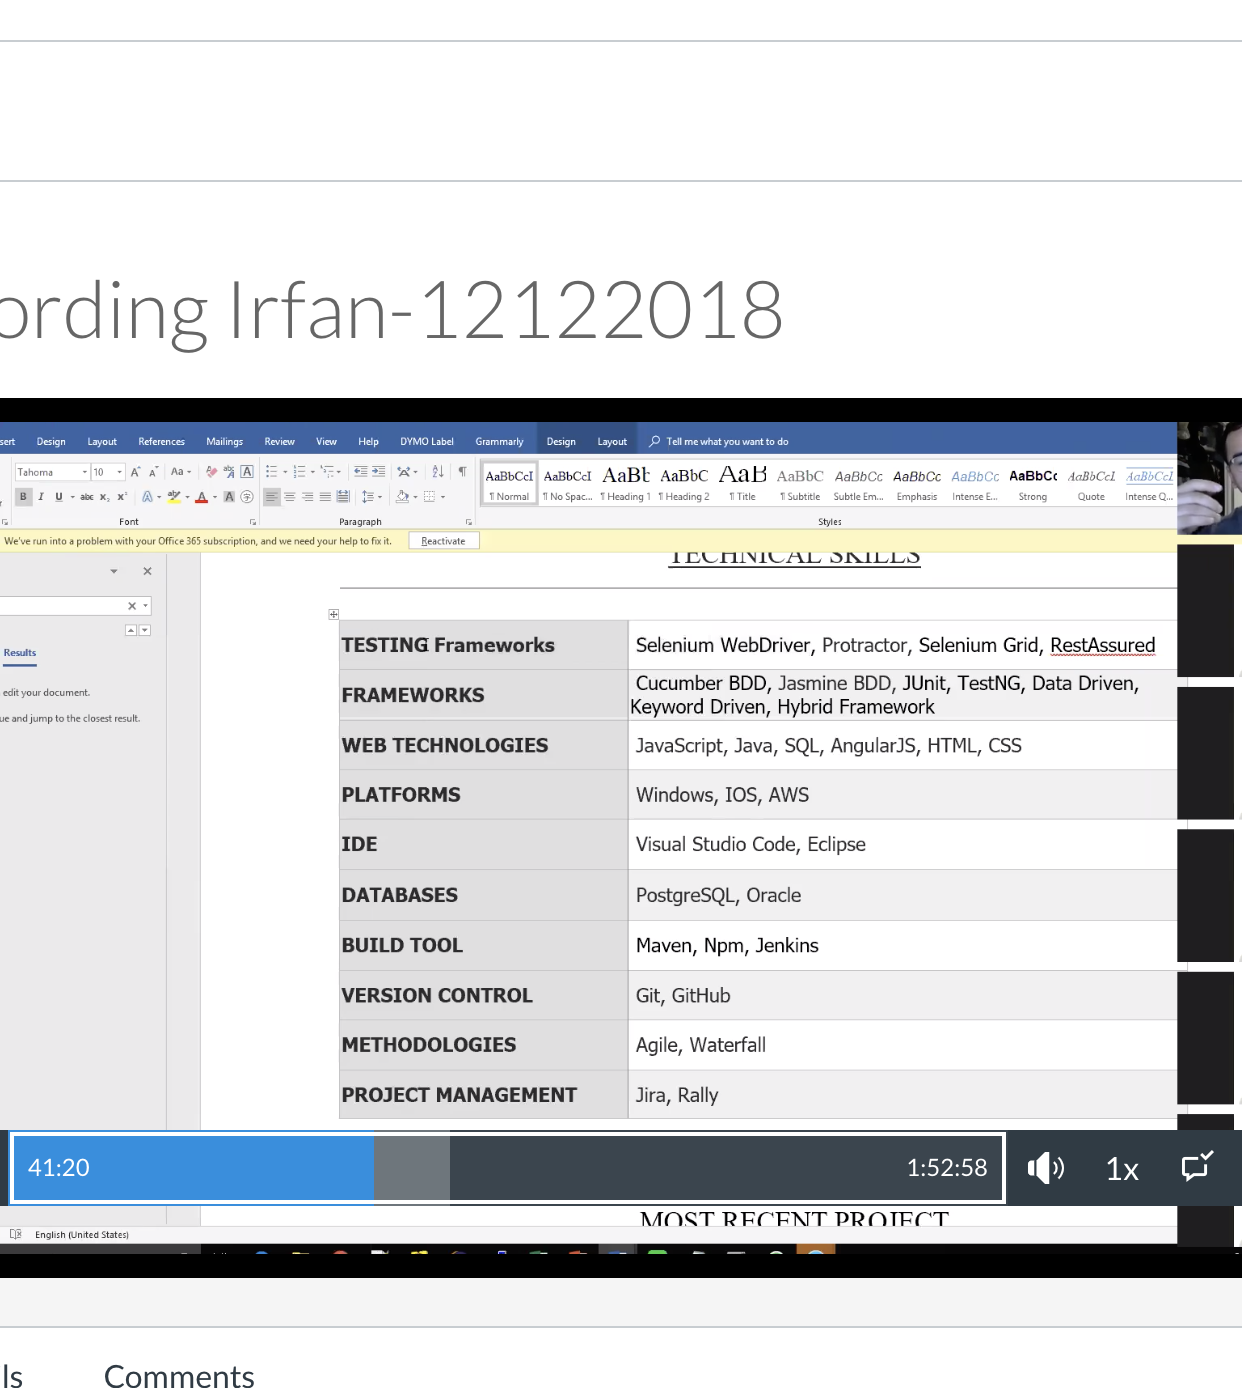 ording Irfan-12122018
sert Design Layout References Mailings Review View Help DYMO Label Grammarly Design Layout Tell me what you want to do
Tahoma 10 Aa
B I U abc
AaBbCcI AaBbCcI AaBb AaBbC AaB AaBbC AaBbCc AaBbCc AaBbCc AaBbCc AaBbCcI AaBbCcI
¶ Normal ¶ No Spac... ¶ Heading 1 ¶ Heading 2 ¶ Title ¶ Subtitle Subtle Em... Emphasis Intense E... Strong Quote Intense Q...
Font Paragraph Styles
We've run into a problem with your Office 365 subscription, and we need your help to fix it. Reactivate
TECHNICAL SKILLS
Results
edit your document.
ue and jump to the closest result.
TESTING Frameworks Selenium WebDriver, Protractor, Selenium Grid, RestAssured
FRAMEWORKS Cucumber BDD, Jasmine BDD, JUnit, TestNG, Data Driven,
Keyword Driven, Hybrid Framework
WEB TECHNOLOGIES JavaScript, Java, SQL, AngularJS, HTML, CSS
PLATFORMS Windows, IOS, AWS
IDE Visual Studio Code, Eclipse
DATABASES PostgreSQL, Oracle
BUILD TOOL Maven, Npm, Jenkins
VERSION CONTROL Git, GitHub
METHODOLOGIES Agile, Waterfall
PROJECT MANAGEMENT Jira, Rally
41:20 1:52:58 1x
MOST RECENT PROJECT
English (United States)
ls Comments